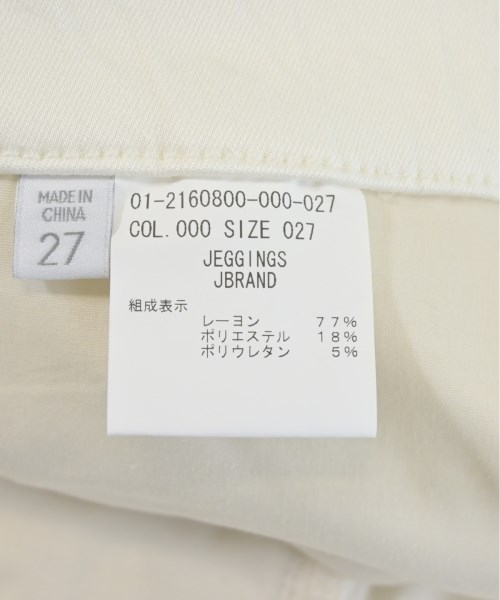 MADE IN
CHINA
27
01-2160800-000-027
COL.000 SIZE 027
JEGGINGS
JBRAND
組成表示
レーヨン 77%
ポリエステル 18%
ポリウレタン 5%